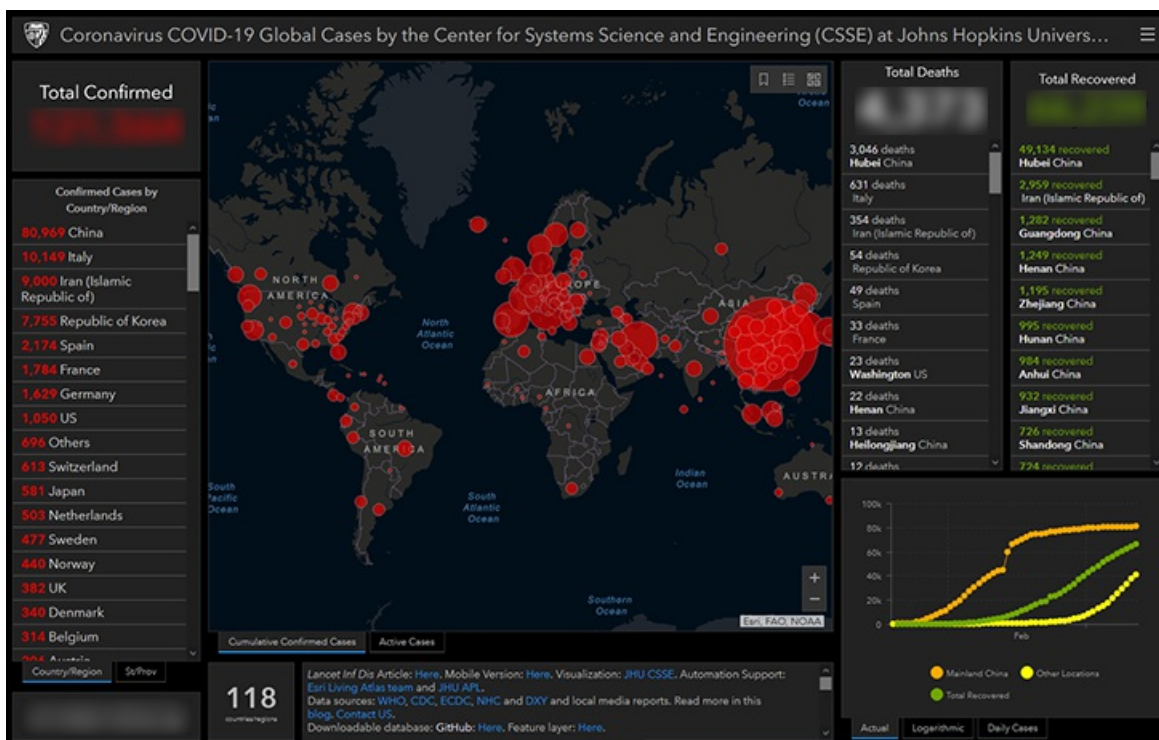 Coronavirus COVID-19 Global Cases by the Center for Systems Science and Engineering (CSSE) at Johns Hopkins Univers...
Total Confirmed
Confirmed Cases by
Country/Region
80,969 China
10,149 Italy
9,000 Iran (Islamic
Republic of)
7,755 Republic of Korea
2,174 Spain
1,784 France
1,629 Germany
1,050 US
696 Others
613 Switzerland
581 Japan
503 Netherlands
477 Sweden
440 Norway
382 UK
340 Denmark
314 Belgium
Austria
Country/Region
St/Prov
Ocean
Arctic
Ocean
NORTH
AMERICA
North
Atlantic
Ocean
ASIA
AFRICA
SOUTH
AMERICA
Indian
Ocean
South
Pacific
Ocean
South
Atlantic
Ocean
AUSTR
Southern
Ocean
+
−
Esri, FAO, NOAA
Cumulative Confirmed Cases
Active Cases
118
countries/regions
Lancet Inf Dis Article: Here. Mobile Version: Here. Visualization: JHU CSSE. Automation Support:
Esri Living Atlas team and JHU APL.
Data sources: WHO, CDC, ECDC, NHC and DXY and local media reports. Read more in this
blog. Contact US.
Downloadable database: GitHub: Here. Feature layer: Here.
Total Deaths
3,046 deaths
Hubei China
631 deaths
Italy
354 deaths
Iran (Islamic Republic of)
54 deaths
Republic of Korea
49 deaths
Spain
33 deaths
France
23 deaths
Washington US
22 deaths
Henan China
13 deaths
Heilongjiang China
12 deaths
Total Recovered
49,134 recovered
Hubei China
2,959 recovered
Iran (Islamic Republic of)
1,282 recovered
Guangdong China
1,249 recovered
Henan China
1,195 recovered
Zhejiang China
995 recovered
Hunan China
984 recovered
Anhui China
932 recovered
Jiangxi China
726 recovered
Shandong China
724 recovered
100k
80k
60k
40k
20k
0
Feb
Mainland China
Other Locations
Total Recovered
Actual
Logarithmic
Daily Cases